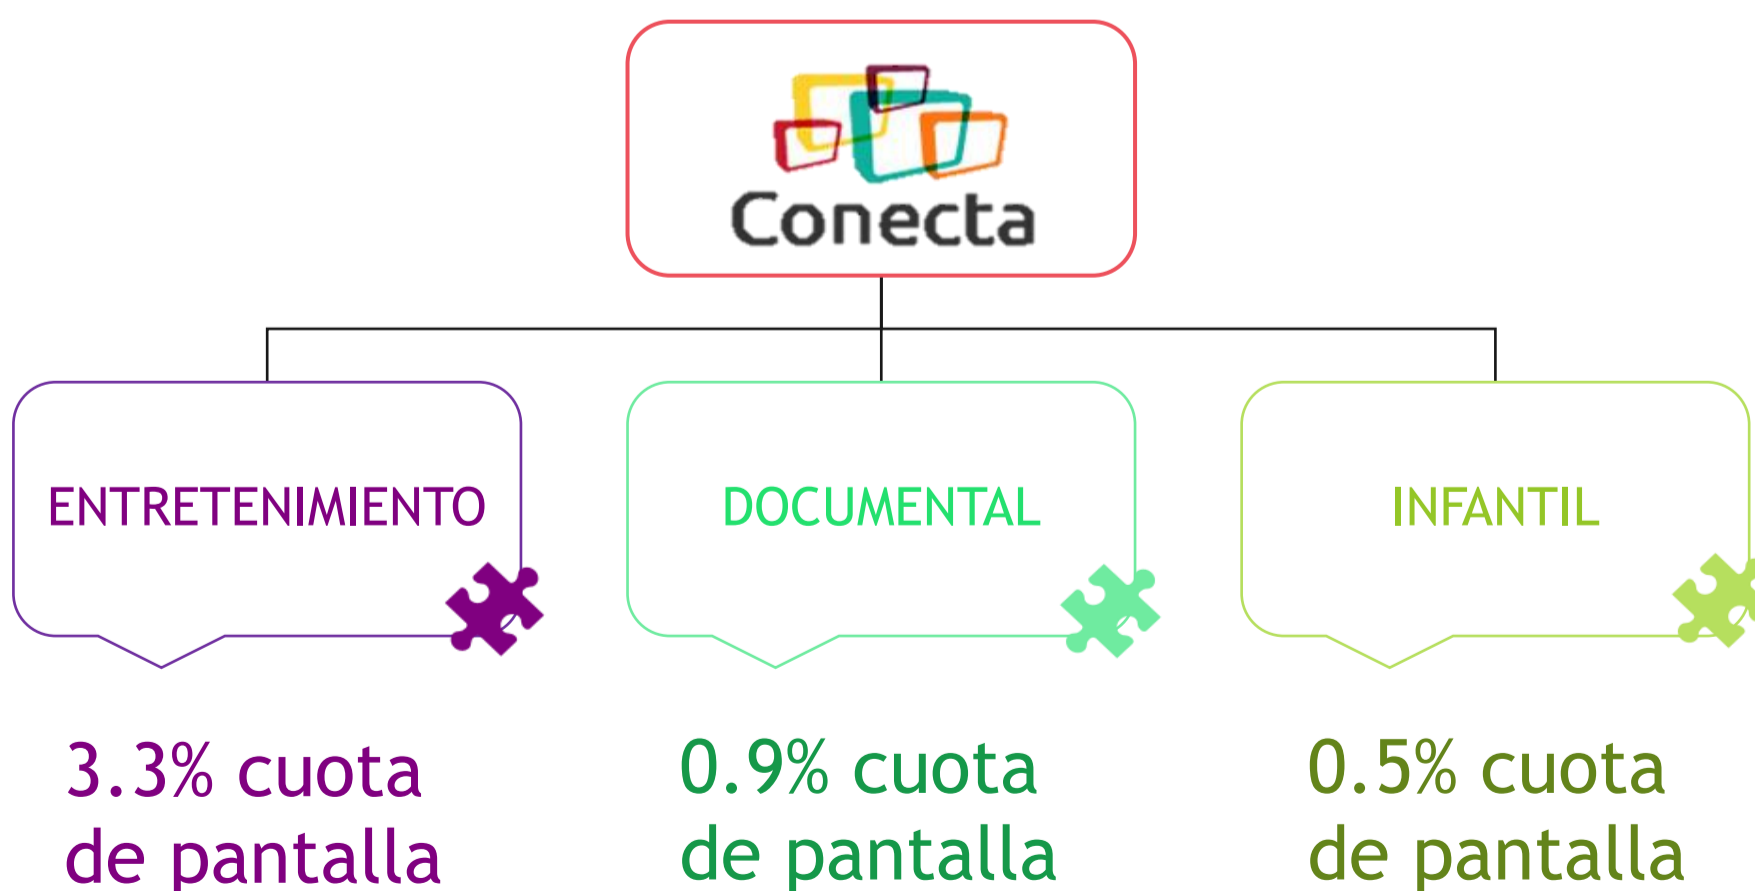 Conecta
ENTRETENIMIENTO
DOCUMENTAL
INFANTIL
3.3% cuota
de pantalla
0.9% cuota
de pantalla
0.5% cuota
de pantalla